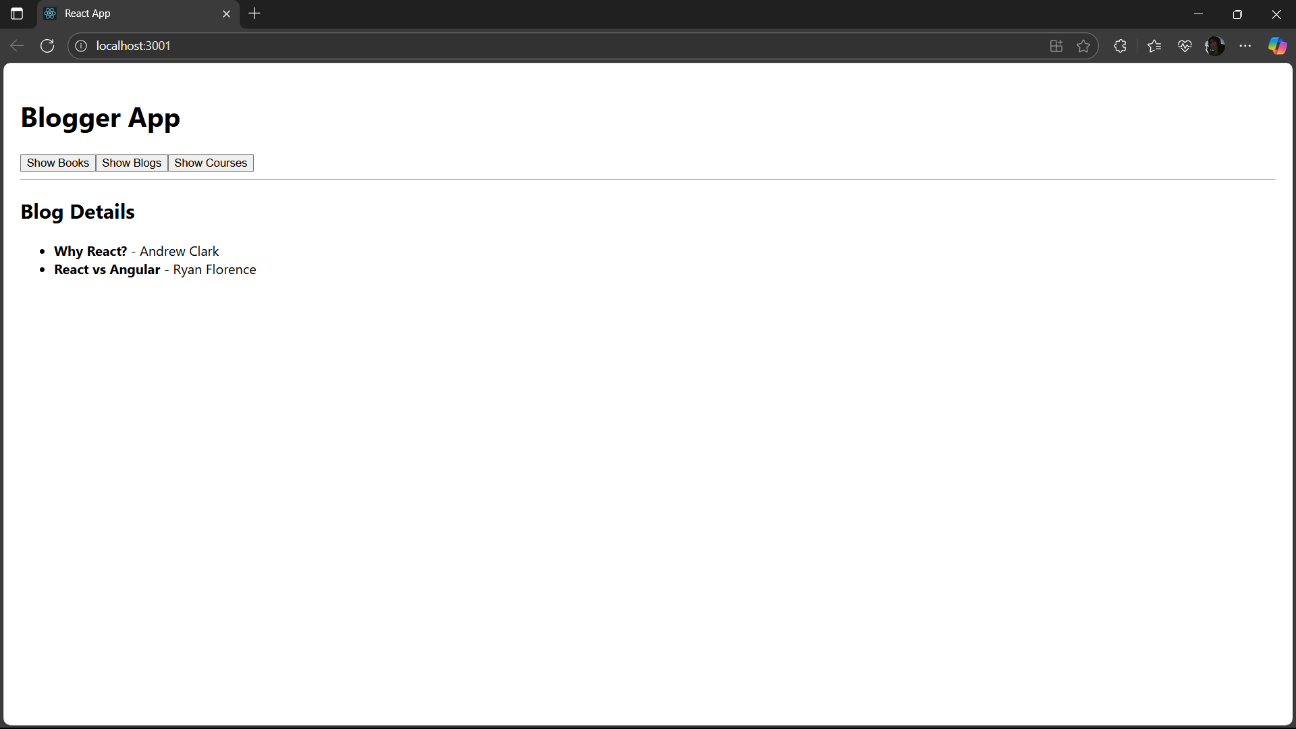 React App
localhost:3001
Blogger App
Show Books Show Blogs Show Courses
Blog Details
Why React? - Andrew Clark
React vs Angular - Ryan Florence